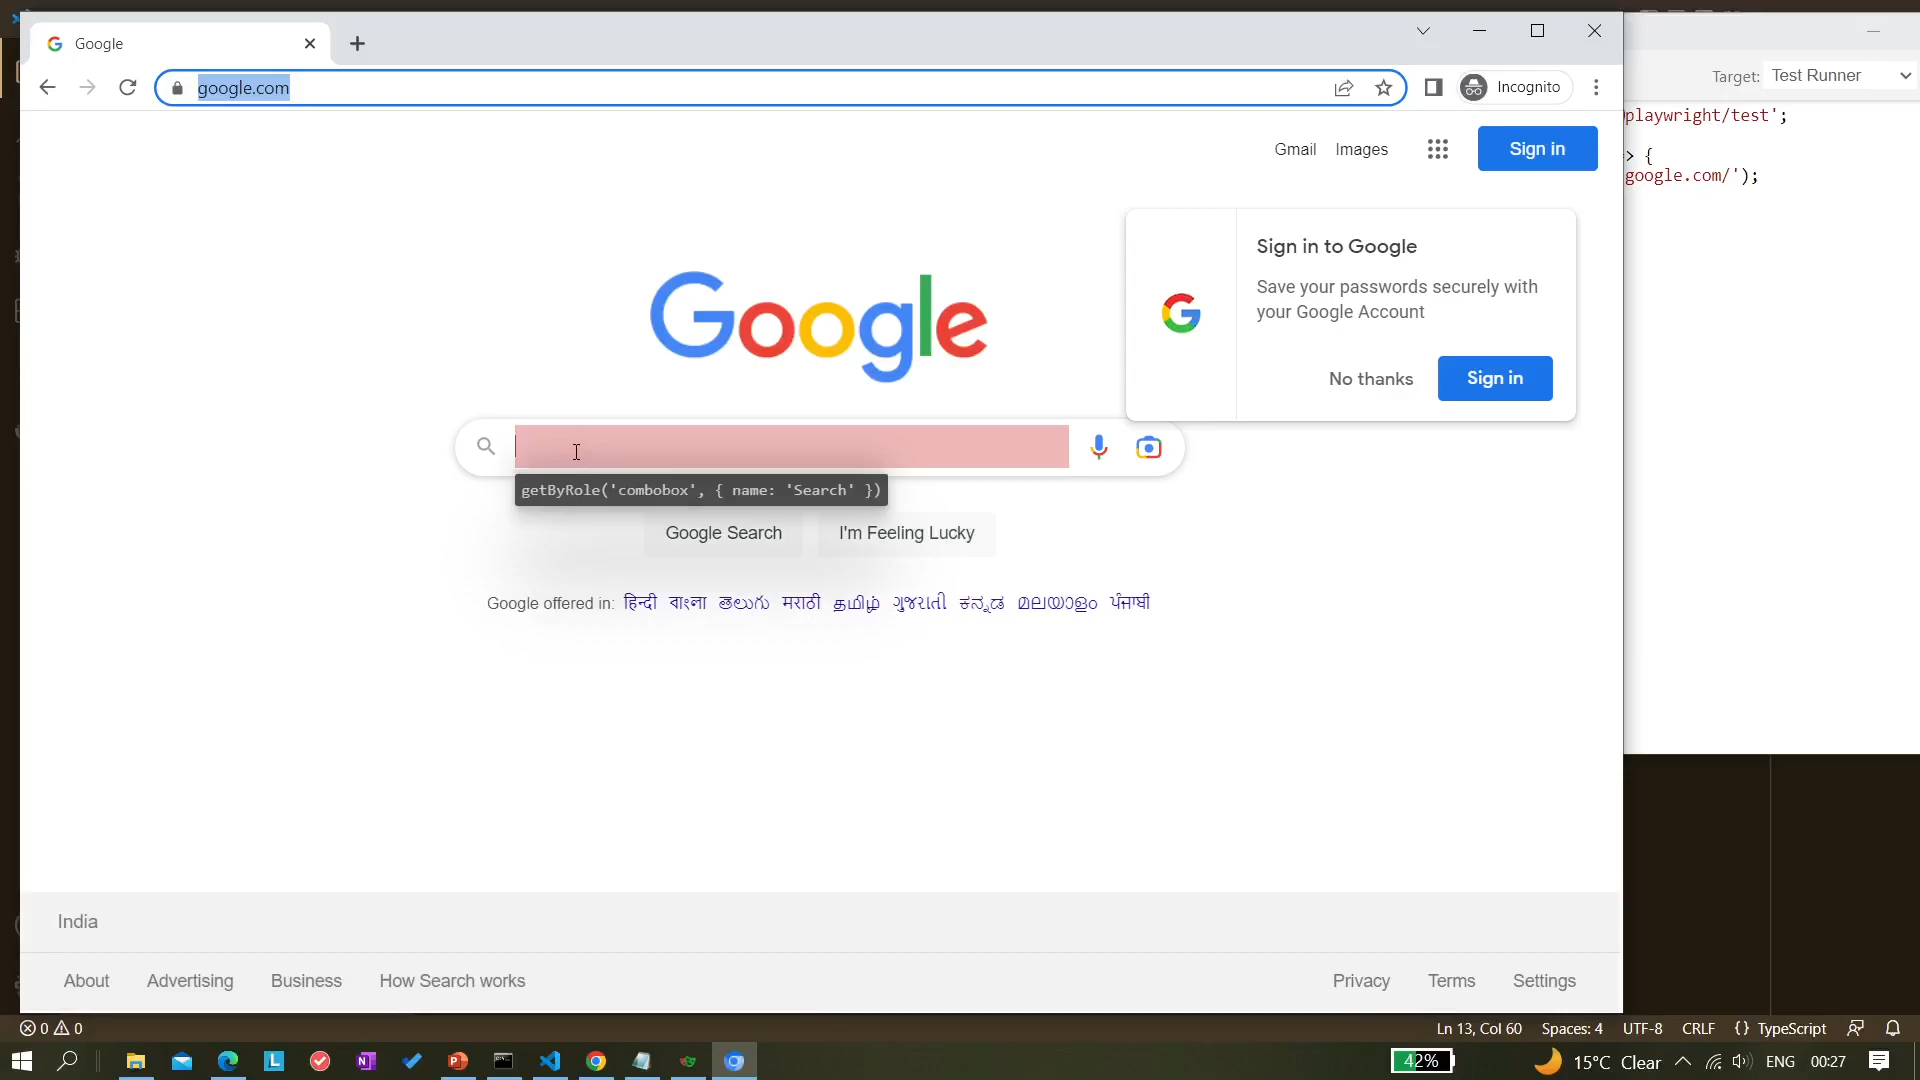 Google
google.com
Incognito
Target: Test Runner
playwright/test';
> {
google.com/');
Gmail Images Sign in
Google
Sign in to Google
Save your passwords securely with
your Google Account
No thanks Sign in
getByRole('combobox', { name: 'Search' })
Google Search I'm Feeling Lucky
Google offered in: हिन्दी বাংলা తెలుగు मराठी தமிழ் ગુજરાતી ಕನ್ನಡ മലയാളം ਪੰਜਾਬੀ
India
About Advertising Business How Search works Privacy Terms Settings
0 0 Ln 13, Col 60 Spaces: 4 UTF-8 CRLF {} TypeScript
42% 15°C Clear ENG 00:27